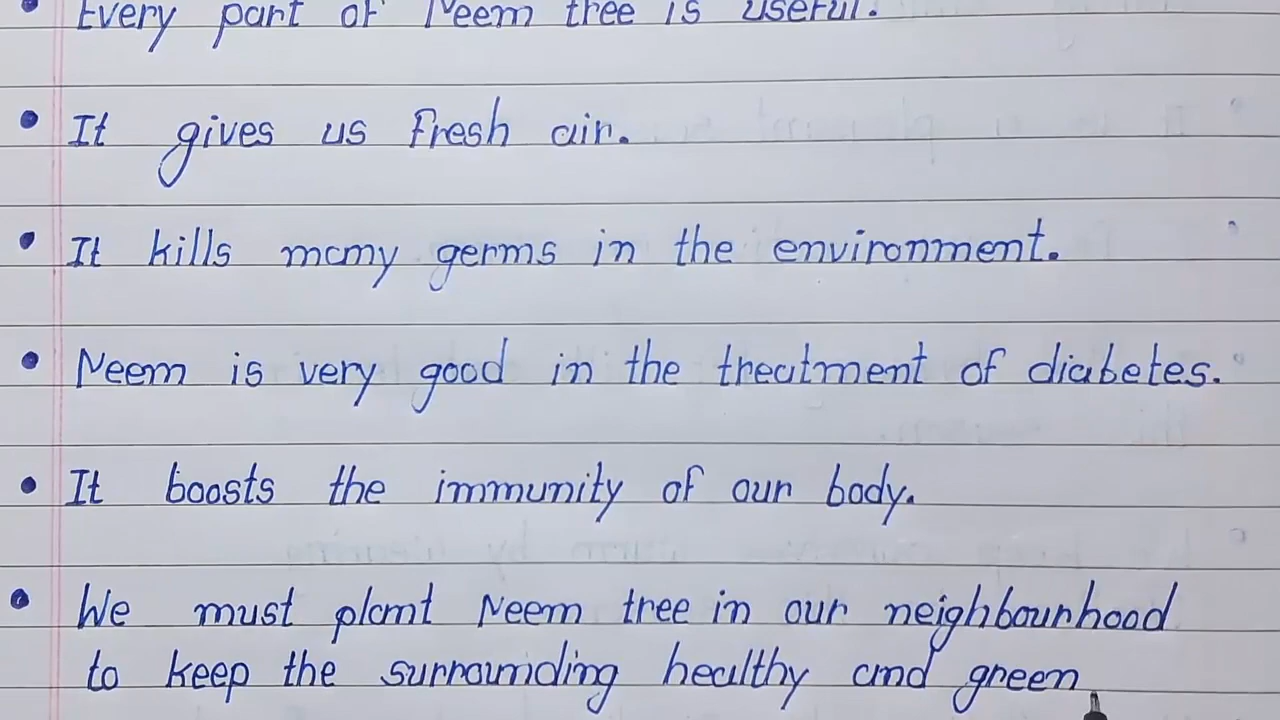 • Every part of Neem tree is useful.
• It gives us fresh air.
• It kills many germs in the environment.
• Neem is very good in the treatment of diabetes.
• It boosts the immunity of our body.
• We must plant Neem tree in our neighbourhood
to keep the surrounding healthy and green